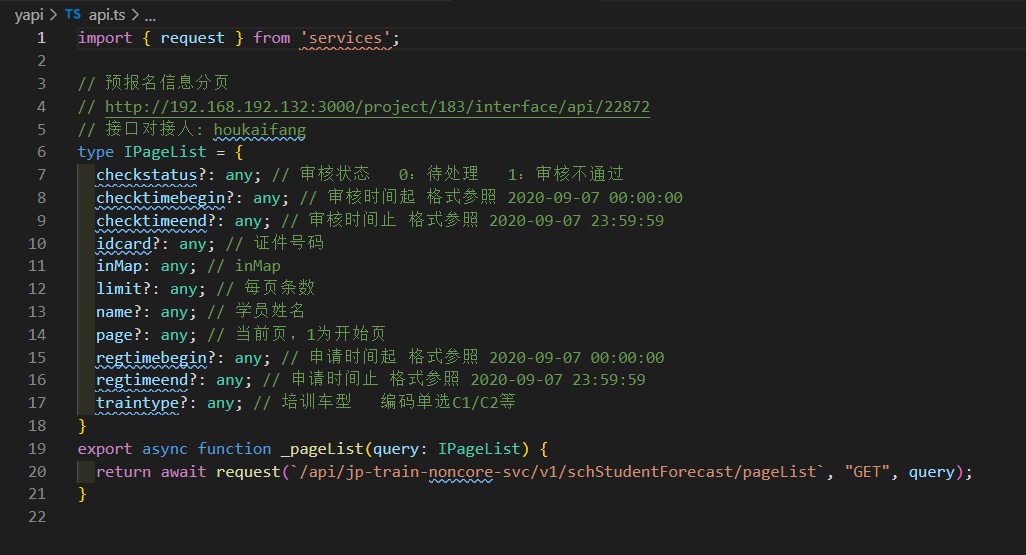 yapi > TS api.ts > ...
1 import { request } from 'services';
2
3 // 预报名信息分页
4 // http://192.168.192.132:3000/project/183/interface/api/22872
5 // 接口对接人: houkaifang
6 type IPageList = {
7 checkstatus?: any; // 审核状态 0：待处理 1：审核不通过
8 checktimebegin?: any; // 审核时间起 格式参照 2020-09-07 00:00:00
9 checktimeend?: any; // 审核时间止 格式参照 2020-09-07 23:59:59
10 idcard?: any; // 证件号码
11 inMap: any; // inMap
12 limit?: any; // 每页条数
13 name?: any; // 学员姓名
14 page?: any; // 当前页，1为开始页
15 regtimebegin?: any; // 申请时间起 格式参照 2020-09-07 00:00:00
16 regtimeend?: any; // 申请时间止 格式参照 2020-09-07 23:59:59
17 traintype?: any; // 培训车型 编码单选C1/C2等
18 }
19 export async function _pageList(query: IPageList) {
20 return await request(`/api/jp-train-noncore-svc/v1/schStudentForecast/pageList`, "GET", query);
21 }
22